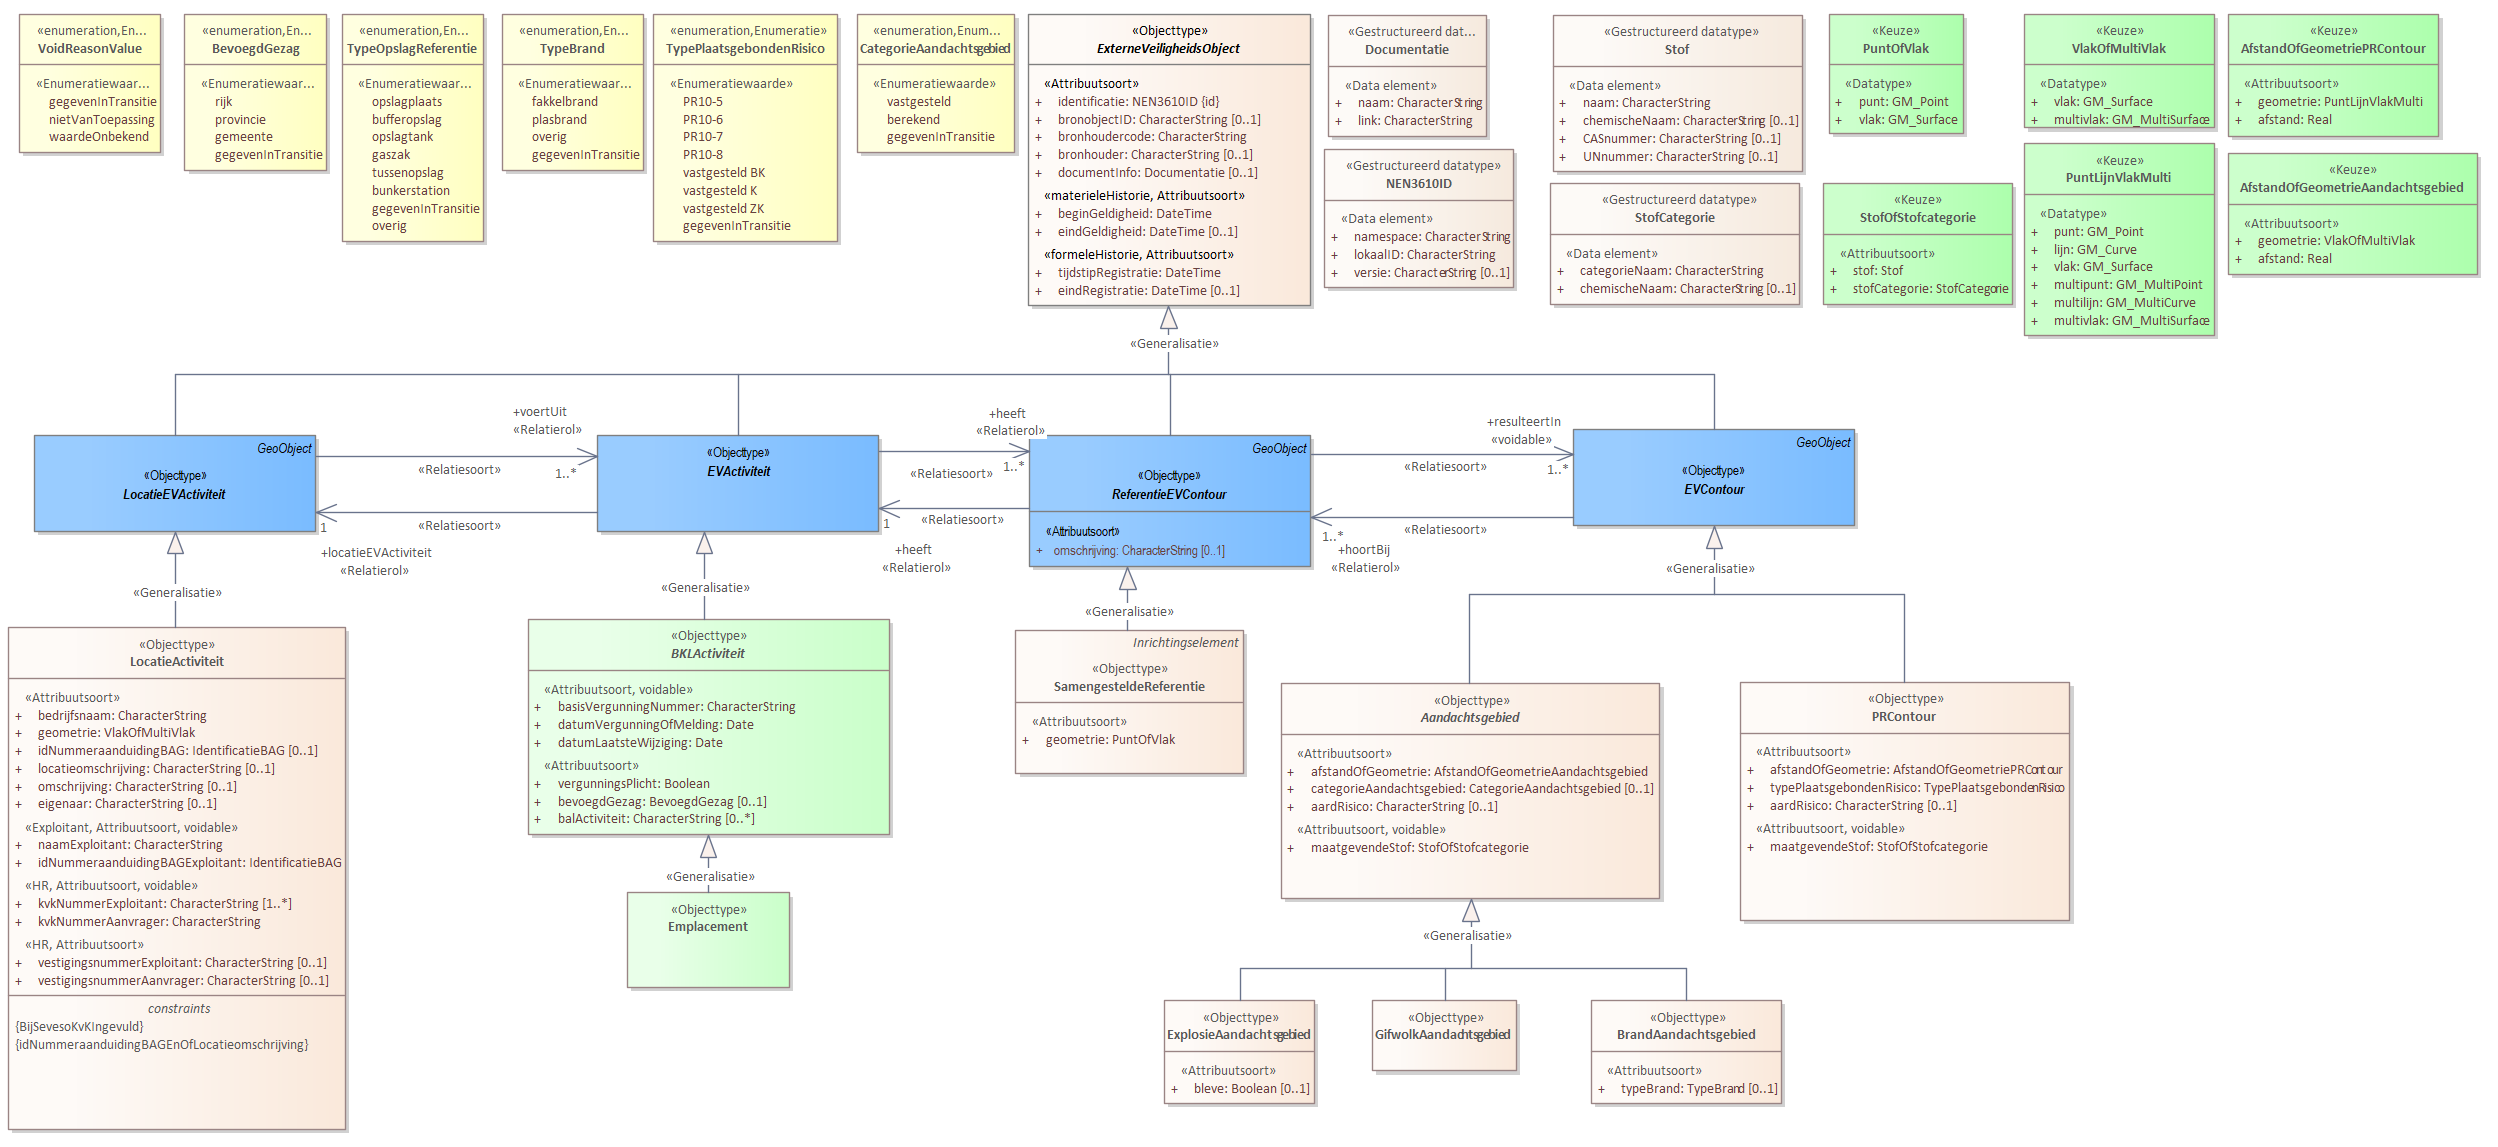 «enumeration,En...
VoidReasonValue
«Enumeratiewaar...
gegevenInTransitie
nietVanToepassing
waardeOnbekend
«enumeration,En...
BevoegdGezag
«Enumeratiewaar...
rijk
provincie
gemeente
gegevenInTransitie
«enumeration,En...
TypeOpslagReferentie
«Enumeratiewaar...
opslagplaats
bufferopslag
opslagtank
gaszak
tussenopslag
bunkerstation
gegevenInTransitie
overig
«enumeration,En...
TypeBrand
«Enumeratiewaar...
fakkelbrand
plasbrand
overig
gegevenInTransitie
«enumeration,Enumeratie»
TypePlaatsgebondenRisico
«Enumeratiewaarde»
PR10-5
PR10-6
PR10-7
PR10-8
vastgesteld BK
vastgesteld K
vastgesteld ZK
gegevenInTransitie
«enumeration,Enum...
CategorieAandachtsgebied
«Enumeratiewaarde»
vastgesteld
berekend
gegevenInTransitie
«Objecttype»
ExterneVeiligheidsObject
«Attribuutsoort»
+ identificatie: NEN3610ID {id}
+ bronobjectID: CharacterString [0..1]
+ bronhoudercode: CharacterString
+ bronhouder: CharacterString [0..1]
+ documentInfo: Documentatie [0..1]
«materieleHistorie, Attribuutsoort»
+ beginGeldigheid: DateTime
+ eindGeldigheid: DateTime [0..1]
«formeleHistorie, Attribuutsoort»
+ tijdstipRegistratie: DateTime
+ eindRegistratie: DateTime [0..1]
«Gestructureerd dat...
Documentatie
«Data element»
+ naam: CharacterString
+ link: CharacterString
«Gestructureerd datatype»
NEN3610ID
«Data element»
+ namespace: CharacterString
+ lokaalID: CharacterString
+ versie: CharacterString [0..1]
«Gestructureerd datatype»
Stof
«Data element»
+ naam: CharacterString
+ chemischeNaam: CharacterString [0..1]
+ CASnummer: CharacterString [0..1]
+ UNnummer: CharacterString [0..1]
«Gestructureerd datatype»
StofCategorie
«Data element»
+ categorieNaam: CharacterString
+ chemischeNaam: CharacterString [0..1]
«Keuze»
PuntOfVlak
«Datatype»
+ punt: GM_Point
+ vlak: GM_Surface
«Keuze»
StofOfStofcategorie
«Attribuutsoort»
+ stof: Stof
+ stofCategorie: StofCategorie
«Keuze»
VlakOfMultiVlak
«Datatype»
+ vlak: GM_Surface
+ multivlak: GM_MultiSurface
«Keuze»
PuntLijnVlakMulti
«Datatype»
+ punt: GM_Point
+ lijn: GM_Curve
+ vlak: GM_Surface
+ multipunt: GM_MultiPoint
+ multilijn: GM_MultiCurve
+ multivlak: GM_MultiSurface
«Keuze»
AfstandOfGeometriePRContour
«Attribuutsoort»
+ geometrie: PuntLijnVlakMulti
+ afstand: Real
«Keuze»
AfstandOfGeometrieAandachtsgebied
«Attribuutsoort»
+ geometrie: VlakOfMultiVlak
+ afstand: Real
«Generalisatie»
GeoObject
«Objecttype»
LocatieEVActiviteit
+voertUit
«Relatierol»
«Relatiesoort»
1..*
«Relatiesoort»
1
+locatieEVActiviteit
«Relatierol»
«Objecttype»
EVActiviteit
+heeft
«Relatierol»
1..*
«Relatiesoort»
«Relatiesoort»
1
+heeft
«Relatierol»
GeoObject
«Objecttype»
ReferentieEVContour
«Attribuutsoort»
+ omschrijving: CharacterString [0..1]
+resulteertIn
«voidable»
«Relatiesoort»
1..*
«Relatiesoort»
1..*
+hoortBij
«Relatierol»
GeoObject
«Objecttype»
EVContour
«Generalisatie»
«Generalisatie»
«Generalisatie»
«Generalisatie»
«Objecttype»
LocatieActiviteit
«Attribuutsoort»
+ bedrijfsnaam: CharacterString
+ geometrie: VlakOfMultiVlak
+ idNummeraanduidingBAG: IdentificatieBAG [0..1]
+ locatieomschrijving: CharacterString [0..1]
+ omschrijving: CharacterString [0..1]
+ eigenaar: CharacterString [0..1]
«Exploitant, Attribuutsoort, voidable»
+ naamExploitant: CharacterString
+ idNummeraanduidingBAGExploitant: IdentificatieBAG
«HR, Attribuutsoort, voidable»
+ kvkNummerExploitant: CharacterString [1..*]
+ kvkNummerAanvrager: CharacterString
«HR, Attribuutsoort»
+ vestigingsnummerExploitant: CharacterString [0..1]
+ vestigingsnummerAanvrager: CharacterString [0..1]
constraints
{BijSevesoKvKIngevuld}
{idNummeraanduidingBAGEnOfLocatieomschrijving}
«Objecttype»
BKLActiviteit
«Attribuutsoort, voidable»
+ basisVergunningNummer: CharacterString
+ datumVergunningOfMelding: Date
+ datumLaatsteWijziging: Date
«Attribuutsoort»
+ vergunningsPlicht: Boolean
+ bevoegdGezag: BevoegdGezag [0..1]
+ balActiviteit: CharacterString [0..*]
«Generalisatie»
«Objecttype»
Emplacement
Inrichtingselement
«Objecttype»
SamengesteldeReferentie
«Attribuutsoort»
+ geometrie: PuntOfVlak
«Objecttype»
Aandachtsgebied
«Attribuutsoort»
+ afstandOfGeometrie: AfstandOfGeometrieAandachtsgebied
+ categorieAandachtsgebied: CategorieAandachtsgebied [0..1]
+ aardRisico: CharacterString [0..1]
«Attribuutsoort, voidable»
+ maatgevendeStof: StofOfStofcategorie
«Objecttype»
PRContour
«Attribuutsoort»
+ afstandOfGeometrie: AfstandOfGeometriePRContour
+ typePlaatsgebondenRisico: TypePlaatsgebondenRisico
+ aardRisico: CharacterString [0..1]
«Attribuutsoort, voidable»
+ maatgevendeStof: StofOfStofcategorie
«Generalisatie»
«Objecttype»
ExplosieAandachtsgebied
«Attribuutsoort»
+ bleve: Boolean [0..1]
«Objecttype»
GifwolkAandachtsgebied
«Objecttype»
BrandAandachtsgebied
«Attribuutsoort»
+ typeBrand: TypeBrand [0..1]